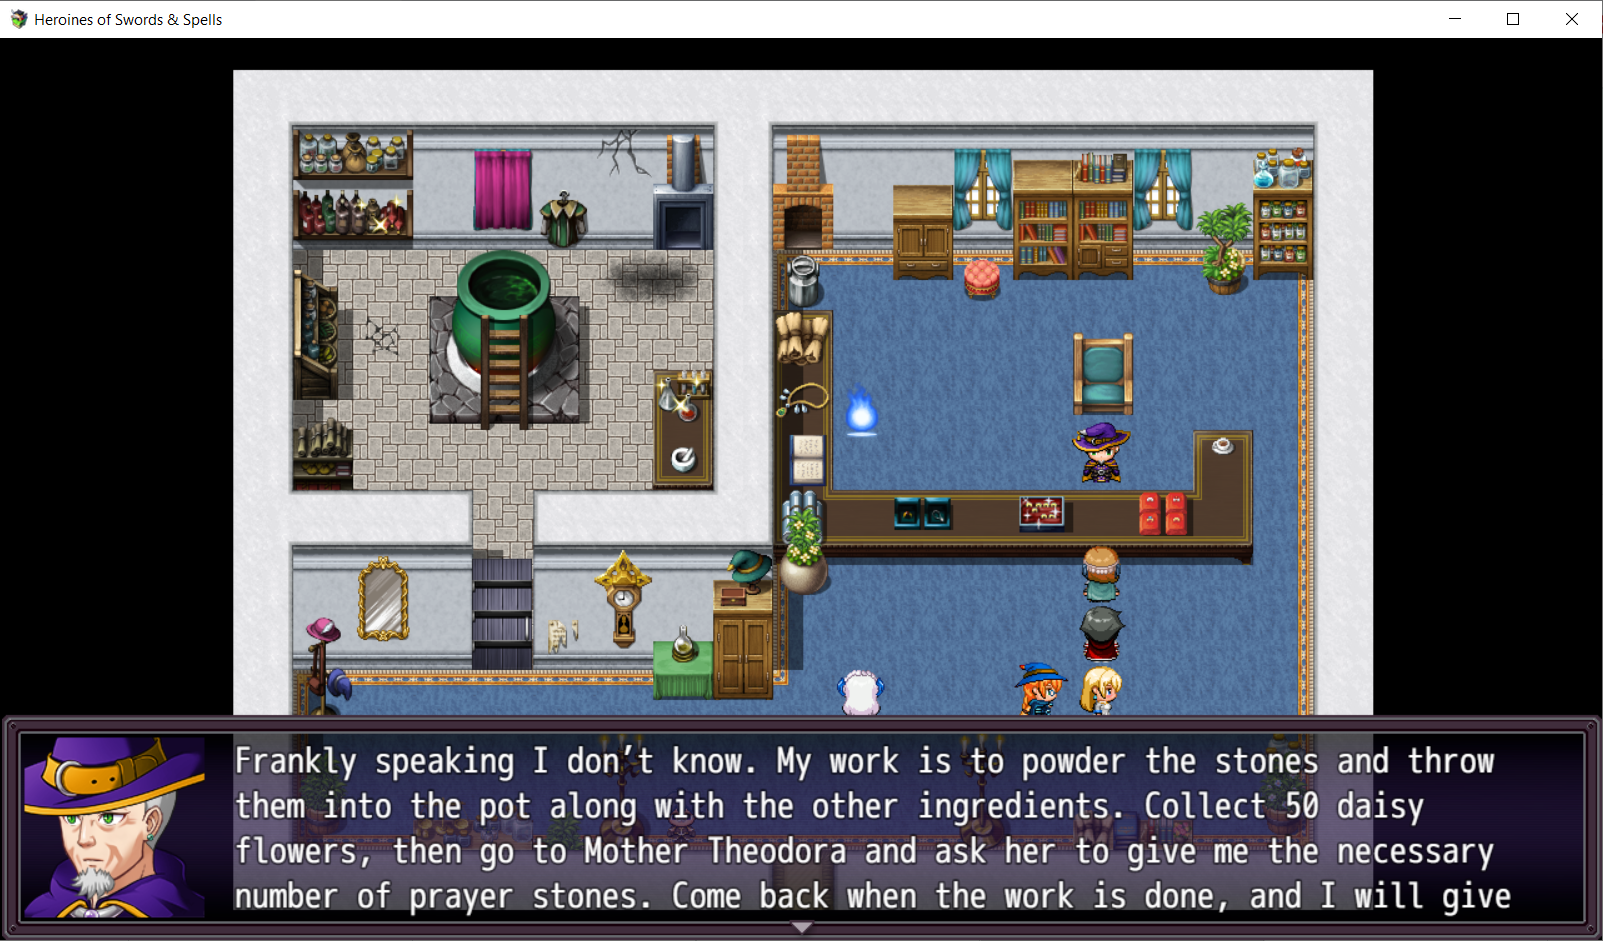 Heroines of Swords & Spells
Frankly speaking I don't know. My work is to powder the stones and throw
them into the pot along with the other ingredients. Collect 50 daisy
flowers, then go to Mother Theodora and ask her to give me the necessary
number of prayer stones. Come back when the work is done, and I will give